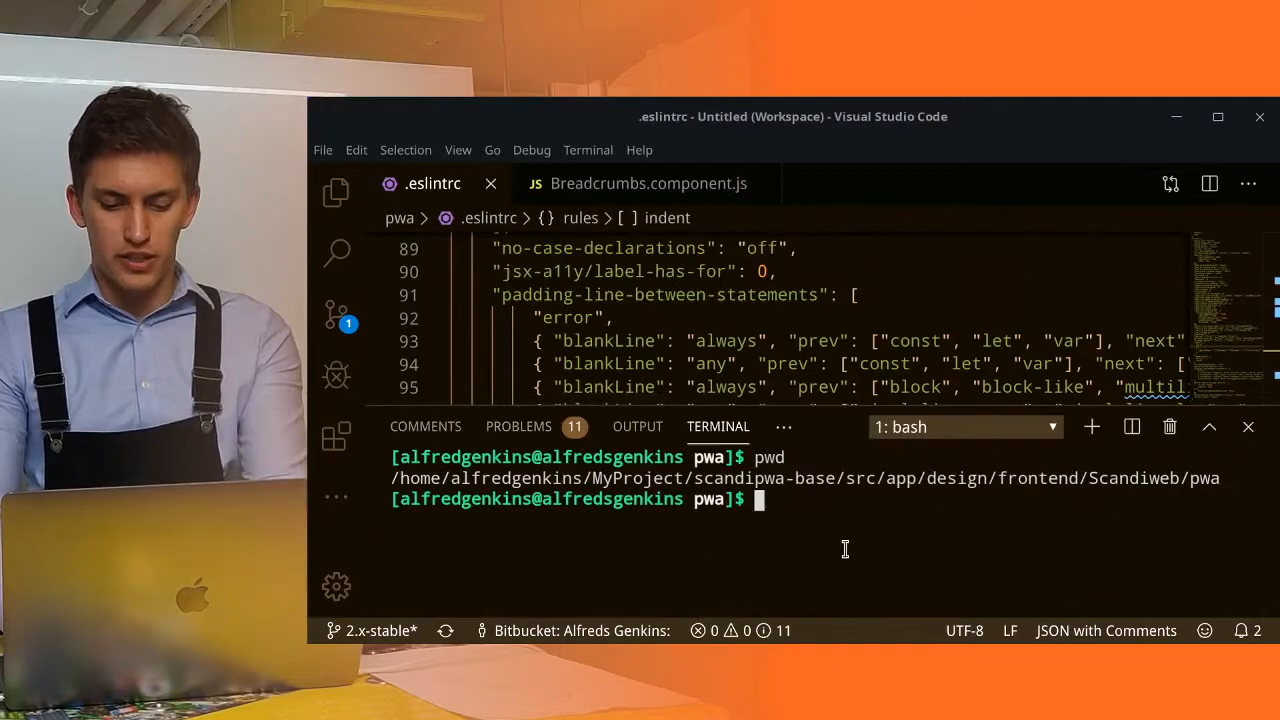 .eslintrc - Untitled (Workspace) - Visual Studio Code
File Edit Selection View Go Debug Terminal Help
.eslintrc JS Breadcrumbs.component.js
pwa > .eslintrc > {} rules > [ ] indent
89 "no-case-declarations": "off",
90 "jsx-a11y/label-has-for": 0,
91 "padding-line-between-statements": [
92 "error",
93 { "blankLine": "always", "prev": ["const", "let", "var"], "next"
94 { "blankLine": "any", "prev": ["const", "let", "var"], "next": ["
95 { "blankLine": "always", "prev": ["block", "block-like", "multil
1
COMMENTS PROBLEMS 11 OUTPUT TERMINAL ... 1: bash
[alfredgenkins@alfredsgenkins pwa]$ pwd
/home/alfredgenkins/MyProject/scandipwa-base/src/app/design/frontend/Scandiweb/pwa
[alfredgenkins@alfredsgenkins pwa]$
2.x-stable* Bitbucket: Alfreds Genkins: 0 0 11 UTF-8 LF JSON with Comments 2